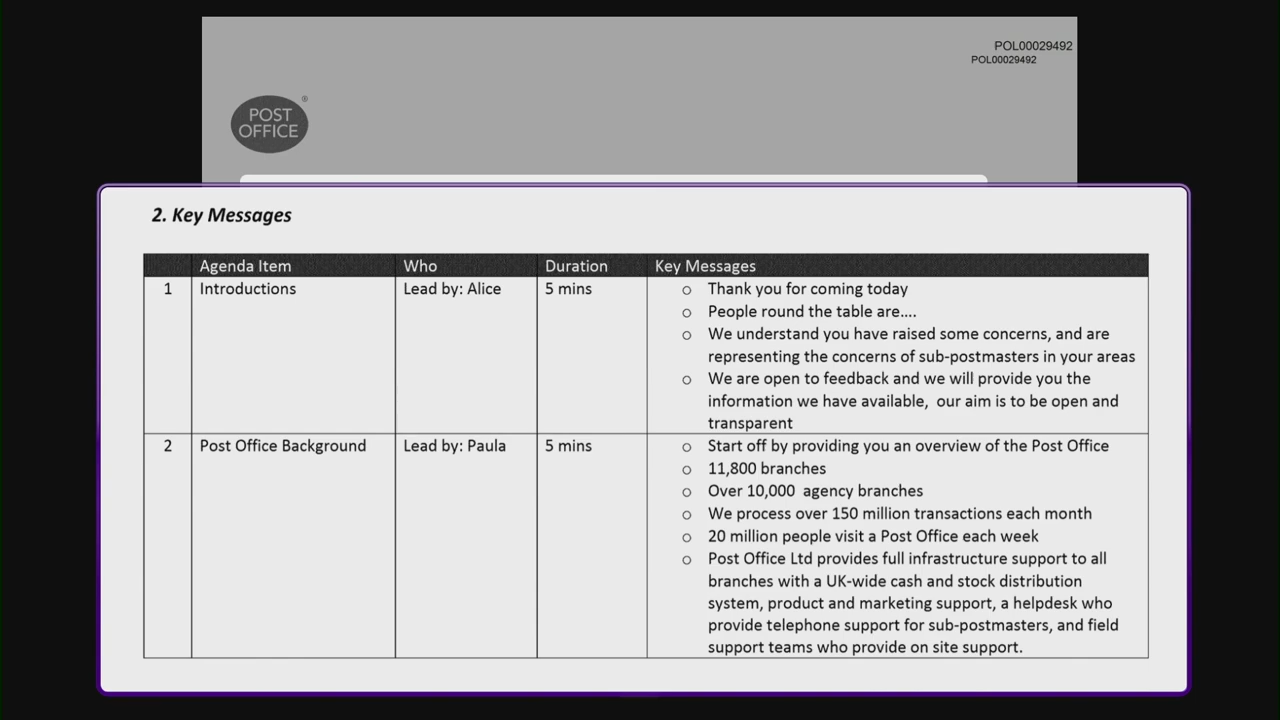 POL00029492
POL00029492
POST
OFFICE
®
2. Key Messages
Agenda Item Who Duration Key Messages
1 Introductions Lead by: Alice 5 mins o Thank you for coming today
o People round the table are....
o We understand you have raised some concerns, and are
representing the concerns of sub-postmasters in your areas
o We are open to feedback and we will provide you the
information we have available, our aim is to be open and
transparent
2 Post Office Background Lead by: Paula 5 mins o Start off by providing you an overview of the Post Office
o 11,800 branches
o Over 10,000 agency branches
o We process over 150 million transactions each month
o 20 million people visit a Post Office each week
o Post Office Ltd provides full infrastructure support to all
branches with a UK-wide cash and stock distribution
system, product and marketing support, a helpdesk who
provide telephone support for sub-postmasters, and field
support teams who provide on site support.